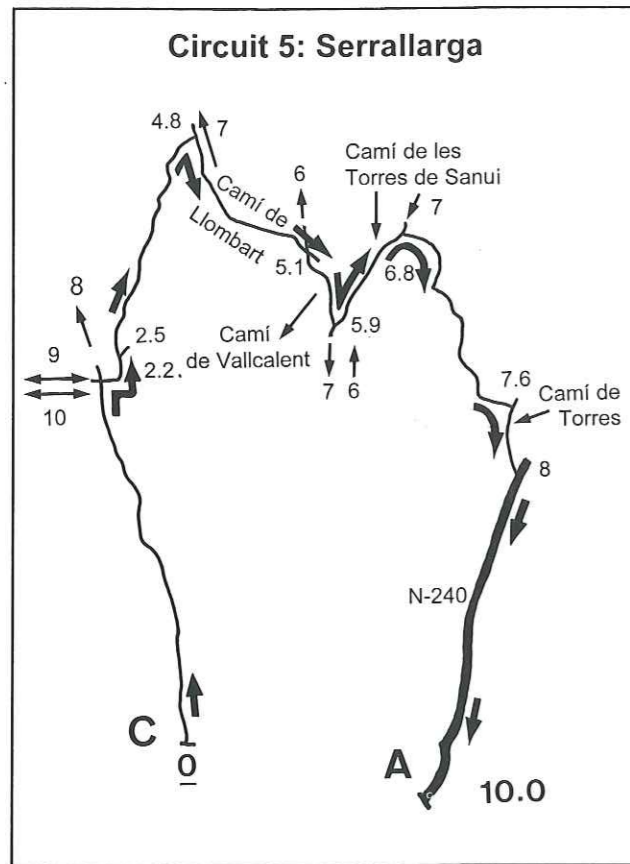 Circuit 5: Serrallarga
4.8
7
Camí de les
Torres de Sanui
6
Camí de
Llombart
7
5.1
6.8
8
5.9
2.5
Camí
de Vallcalent
9
2.2.
7
6
10
7.6
Camí de
Torres
8
N-240
C
A
0
10.0